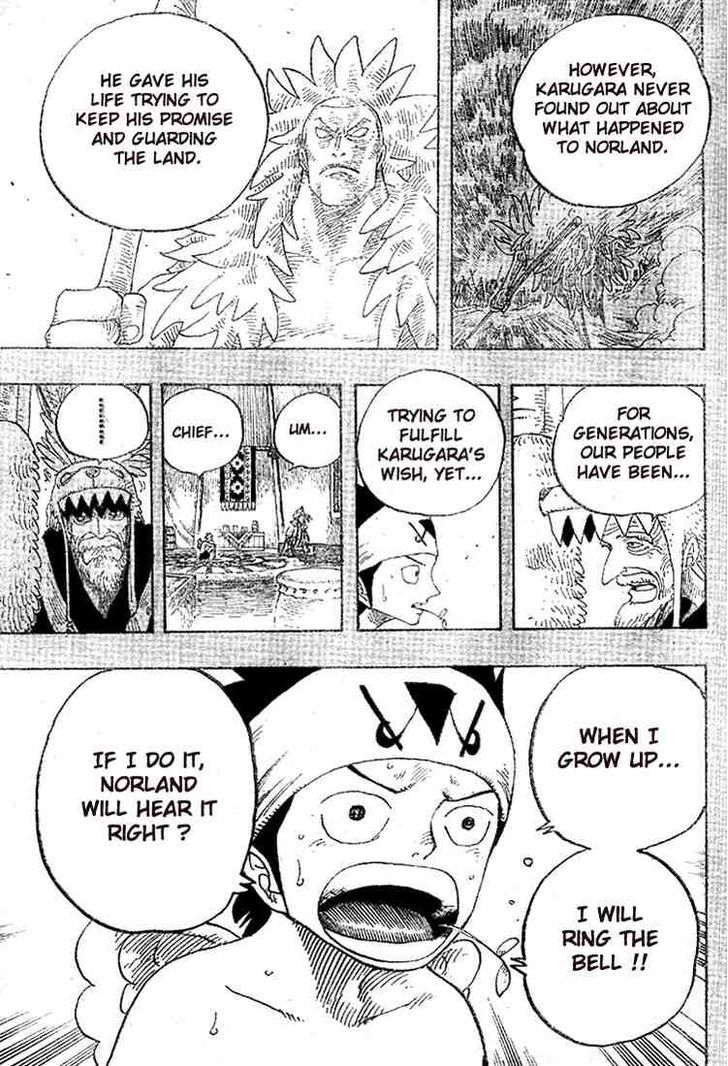 HOWEVER,
KARUGARA NEVER
FOUND OUT ABOUT
WHAT HAPPENED
TO NORLAND.
HE GAVE HIS
LIFE TRYING TO
KEEP HIS PROMISE
AND GUARDING
THE LAND.
FOR
GENERATIONS,
OUR PEOPLE
HAVE BEEN...
TRYING TO
FULFILL
KARUGARA'S
WISH, YET...
UM...
CHIEF...
.........
WHEN I
GROW UP...
I WILL
RING THE
BELL !!
IF I DO IT,
NORLAND
WILL HEAR IT
RIGHT ?